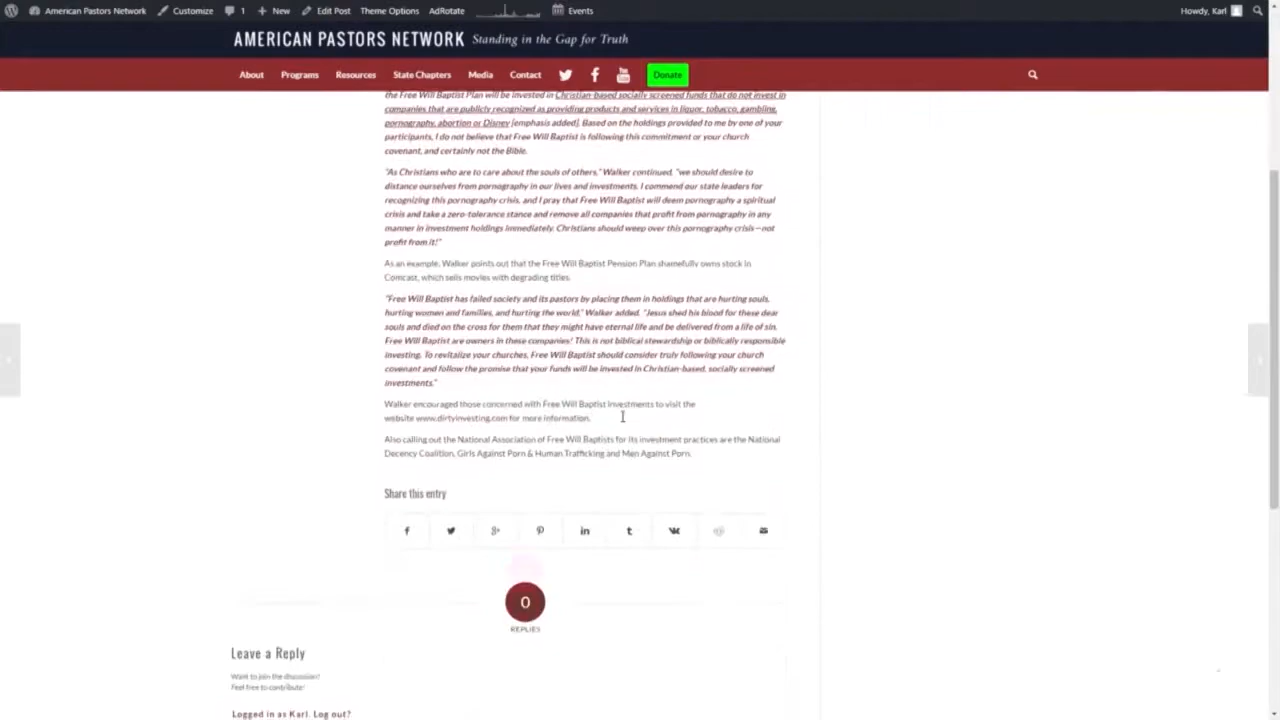 American Pastors Network Customize 1 New Edit Post Theme Options AdRotate Events Howdy, Karl
AMERICAN PASTORS NETWORK Standing in the Gap for Truth
About Programs Resources State Chapters Media Contact Donate
the Free Will Baptist Plan will be invested in Christian-based socially screened funds that do not invest in
companies that are publicly recognized as providing products and services in liquor, tobacco, gambling,
pornography, abortion or Disney [emphasis added]. Based on the holdings provided to me by one of your
participants, I do not believe that Free Will Baptist is following this commitment or your church
covenant, and certainly not the Bible.
"As Christians who are to care about the souls of others," Walker continued, "we should desire to
distance ourselves from pornography in our lives and investments. I commend our state leaders for
recognizing this pornography crisis, and I pray that Free Will Baptist will deem pornography a spiritual
crisis and take a zero-tolerance stance and remove all companies that profit from pornography in any
manner in investment holdings immediately. Christians should weep over this pornography crisis—not
profit from it!"
As an example, Walker points out that the Free Will Baptist Pension Plan shamefully owns stock in
Comcast, which sells movies with degrading titles.
"Free Will Baptist has failed society and its pastors by placing them in holdings that are hurting souls,
hurting women and families, and hurting the world," Walker added. "Jesus shed his blood for these dear
souls and died on the cross for them that they might have eternal life and be delivered from a life of sin.
Free Will Baptist are owners in these companies! This is not biblical stewardship or biblically responsible
investing. To revitalize your churches, Free Will Baptist should consider truly following your church
covenant and follow the promise that your funds will be invested in Christian-based, socially screened
investments."
Walker encouraged those concerned with Free Will Baptist Investments to visit the
website www.dirtyinvesting.com for more information.
Also calling out the National Association of Free Will Baptists for its investment practices are the National
Decency Coalition, Girls Against Porn & Human Trafficking and Men Against Porn.
Share this entry
0
REPLIES
Leave a Reply
Want to join the discussion?
Feel free to contribute!
Logged in as Karl. Log out?